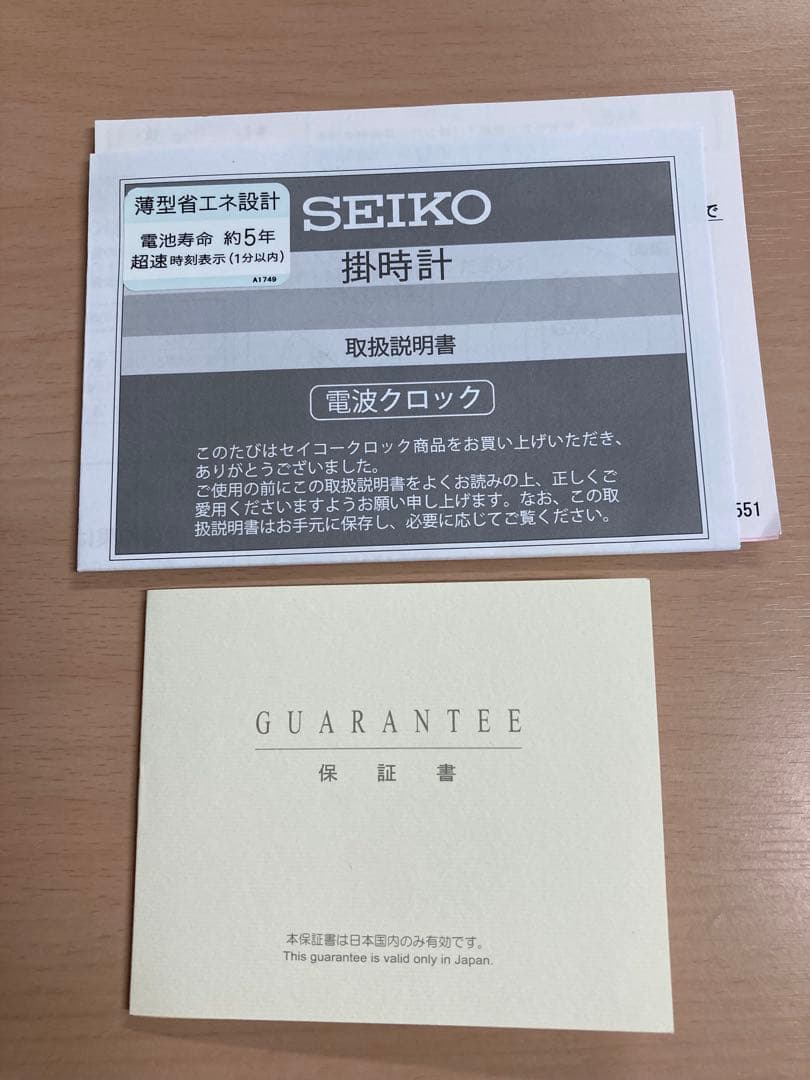 薄型省エネ設計
電池寿命 約5年
超速時刻表示(1分以内)
A1749
SEIKO
掛時計
取扱説明書
電波クロック
このたびはセイコークロック商品をお買い上げいただき、
ありがとうございました。
ご使用の前にこの取扱説明書をよくお読みの上、正しくご
愛用くださいますようお願い申し上げます。なお、この取
扱説明書はお手元に保存し、必要に応じてご覧ください。
で
551
GUARANTEE
保証書
本保証書は日本国内のみ有効です。
This guarantee is valid only in Japan.